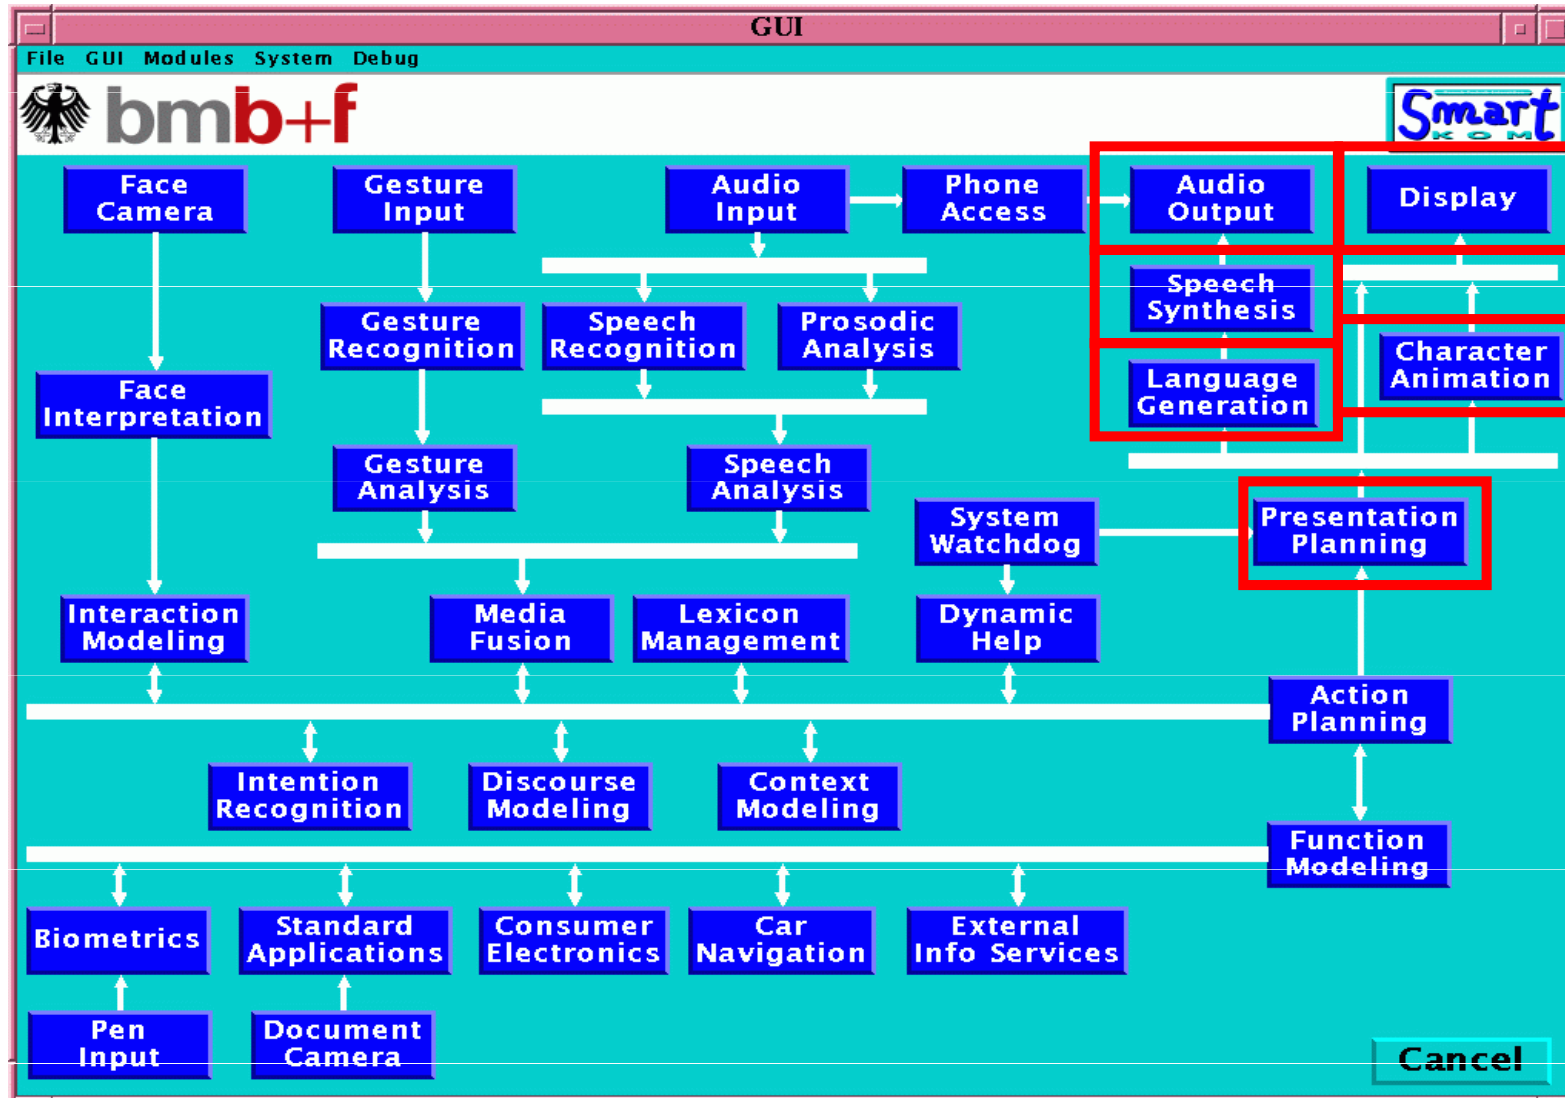 GUI
File GUI Modules System Debug
bmb+f
Smart
KOM
Face
Camera
Gesture
Input
Audio
Input
Phone
Access
Audio
Output
Display
Speech
Synthesis
Gesture
Recognition
Speech
Recognition
Prosodic
Analysis
Character
Animation
Language
Generation
Face
Interpretation
Gesture
Analysis
Speech
Analysis
System
Watchdog
Presentation
Planning
Interaction
Modeling
Media
Fusion
Lexicon
Management
Dynamic
Help
Action
Planning
Intention
Recognition
Discourse
Modeling
Context
Modeling
Function
Modeling
Biometrics
Standard
Applications
Consumer
Electronics
Car
Navigation
External
Info Services
Pen
Input
Document
Camera
Cancel